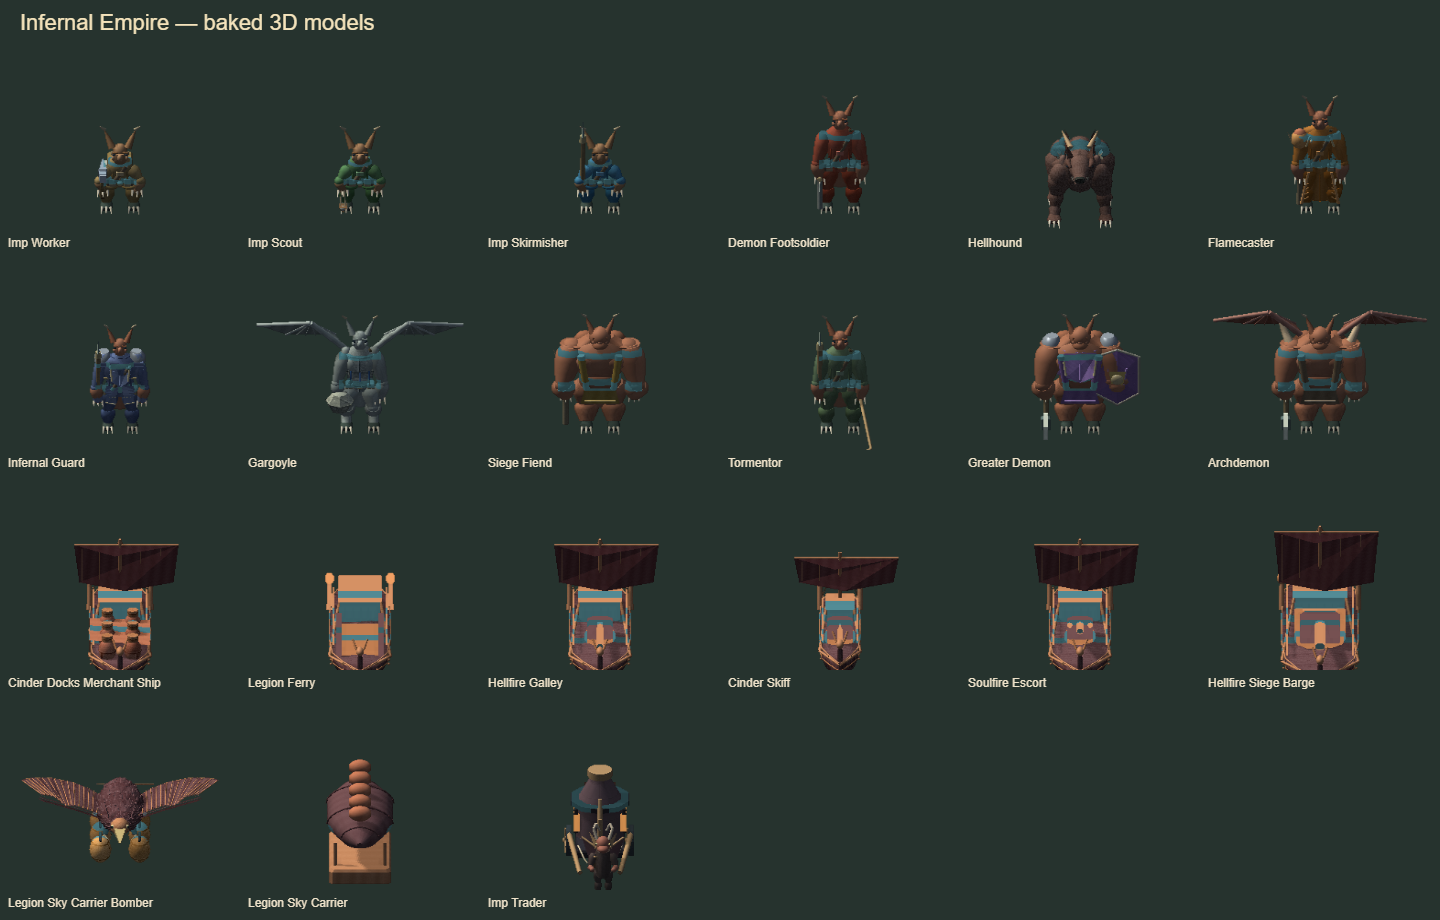 Infernal Empire — baked 3D models
Imp Worker
Imp Scout
Imp Skirmisher
Demon Footsoldier
Hellhound
Flamecaster
Infernal Guard
Gargoyle
Siege Fiend
Tormentor
Greater Demon
Archdemon
Cinder Docks Merchant Ship
Legion Ferry
Hellfire Galley
Cinder Skiff
Soulfire Escort
Hellfire Siege Barge
Legion Sky Carrier Bomber
Legion Sky Carrier
Imp Trader